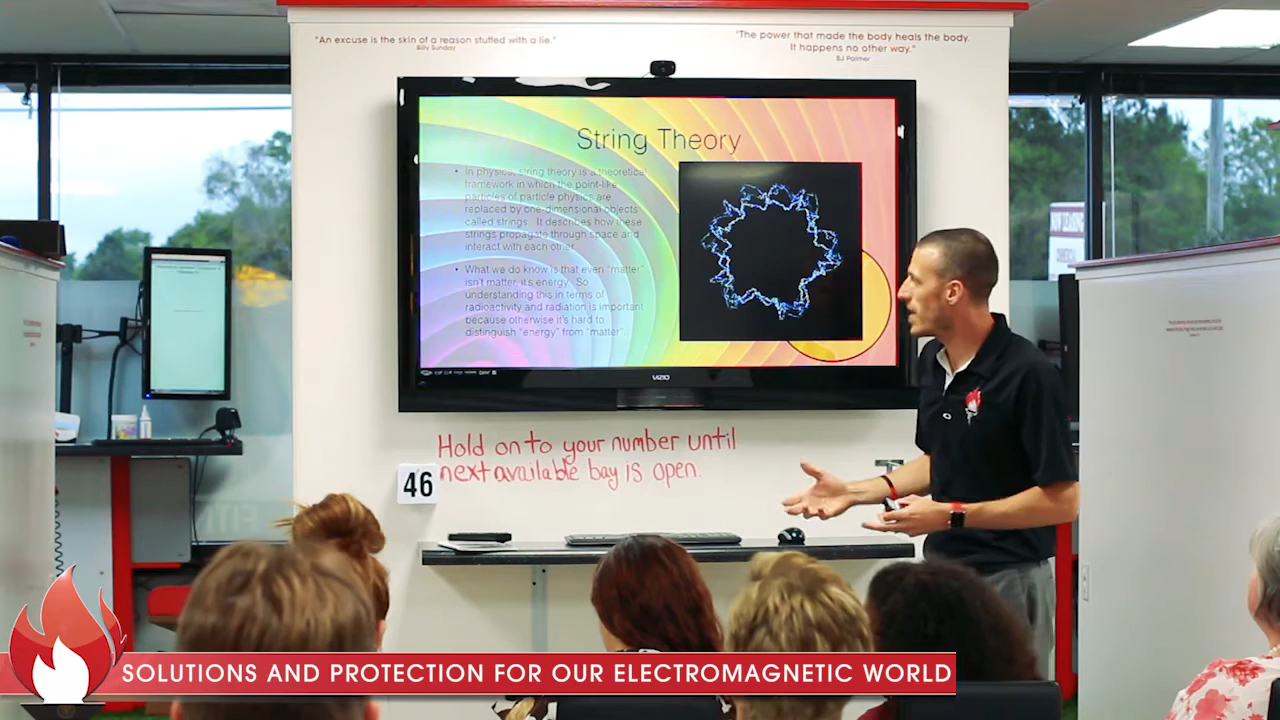 "An excuse is the skin of a reason stuffed with a lie."
Billy Sunday
"The power that made the body heals the body.
It happens no other way."
BJ Palmer
String Theory
• In physics, string theory is a theoretical
framework in which the point-like
particles of particle physics are
replaced by one-dimensional objects
called strings. It describes how these
strings propagate through space and
interact with each other.
• What we do know is that even "matter"
isn't matter, it's energy. So
understanding this in terms of
radioactivity and radiation is important
because otherwise it's hard to
distinguish "energy" from "matter".
VIZIO
Hold on to your number until
next available bay is open.
46
SOLUTIONS AND PROTECTION FOR OUR ELECTROMAGNETIC WORLD